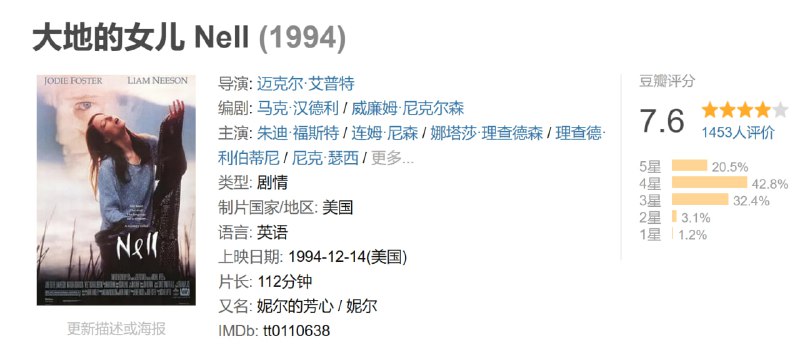 大地的女儿 Nell (1994)
JODIE FOSTER LIAM NEESON
Nell
更新描述或海报
导演: 迈克尔·艾普特
编剧: 马克·汉德利 / 威廉姆·尼克尔森
主演: 朱迪·福斯特 / 连姆·尼森 / 娜塔莎·理查德森 / 理查德·
利伯蒂尼 / 尼克·瑟西 / 更多...
类型: 剧情
制片国家/地区: 美国
语言: 英语
上映日期: 1994-12-14(美国)
片长: 112分钟
又名: 妮尔的芳心 / 妮尔
IMDb: tt0110638
豆瓣评分
7.6
1453人评价
5星 20.5%
4星 42.8%
3星 32.4%
2星 3.1%
1星 1.2%